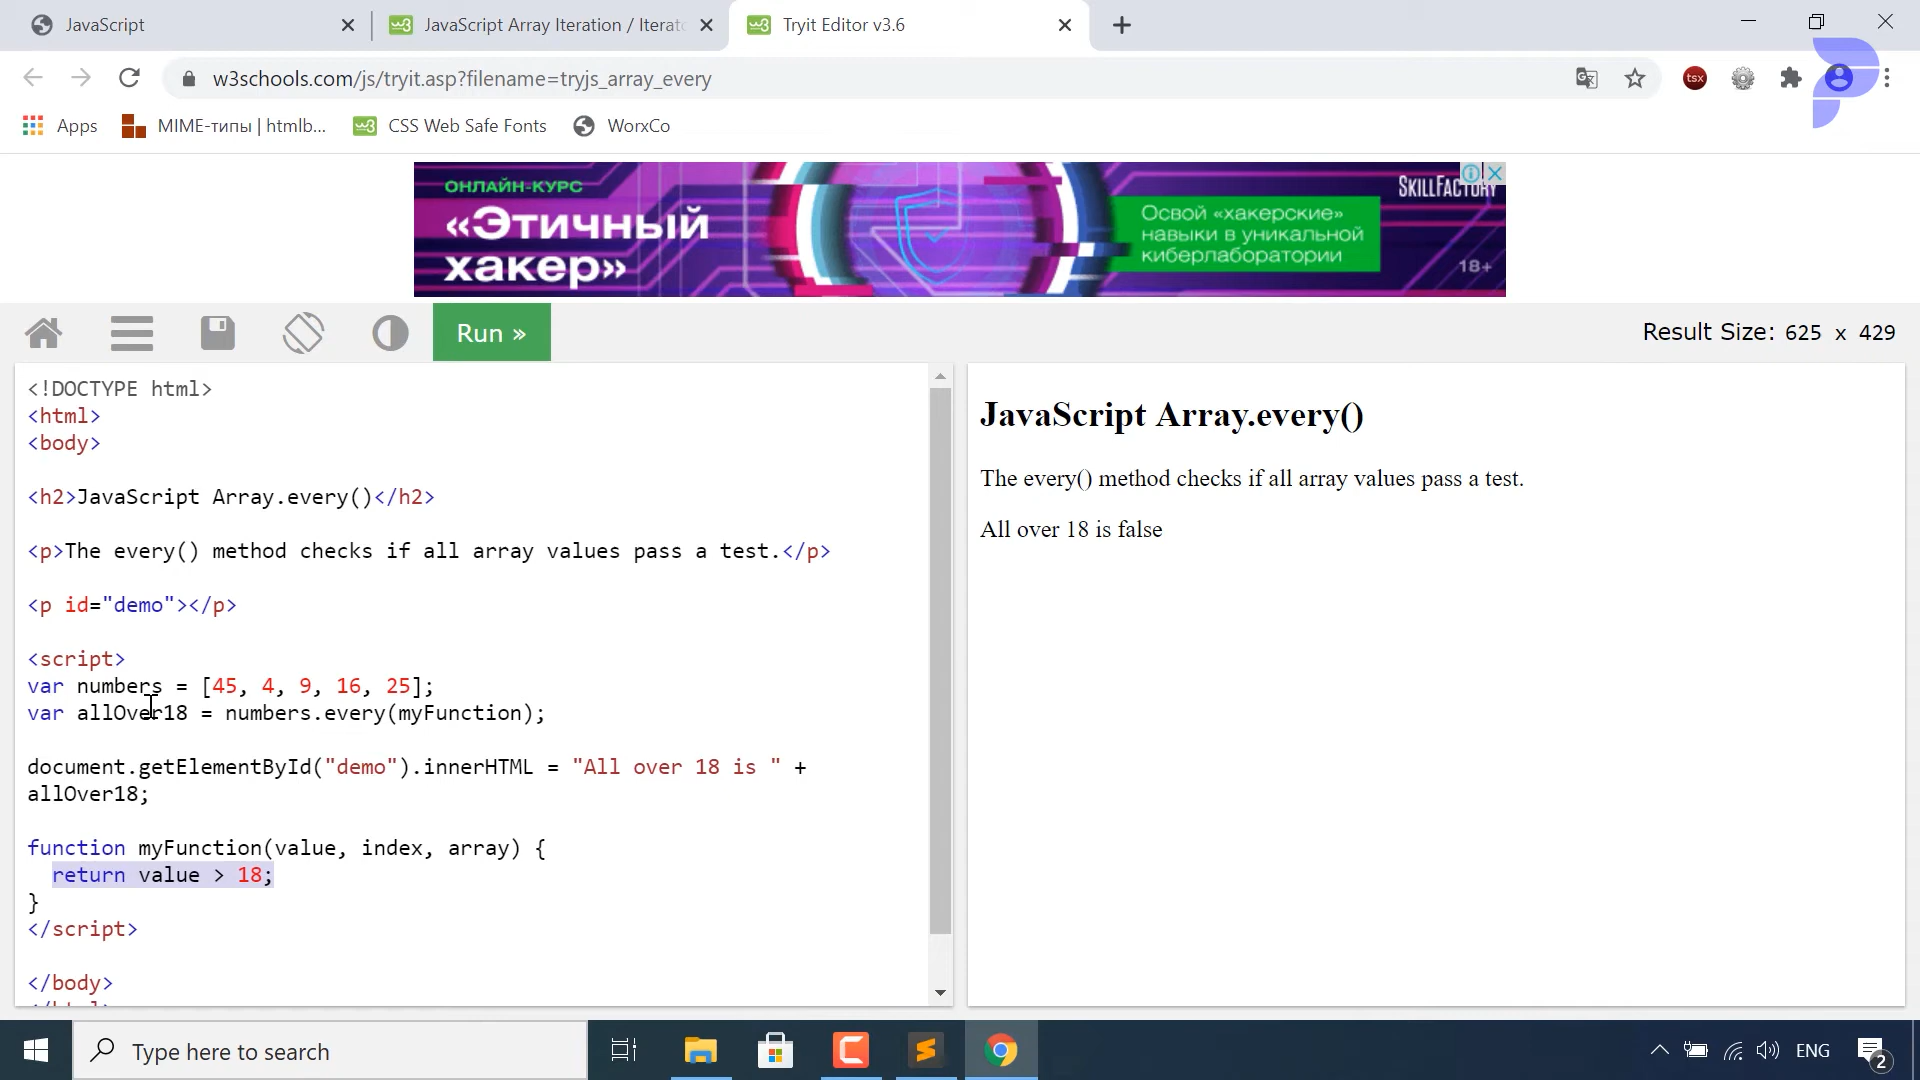 JavaScript
JavaScript Array Iteration / Iterato
Tryit Editor v3.6
w3schools.com/js/tryit.asp?filename=tryjs_array_every
tsx
Apps
MIME-типы | htmlb...
CSS Web Safe Fonts
WorxCo
ОНЛАЙН-КУРС
«Этичный
хакер»
Освой «хакерские»
навыки в уникальной
киберлаборатории
SKILLFACTORY
18+
Run »
Result Size: 625 x 429
<!DOCTYPE html>
<html>
<body>
<h2>JavaScript Array.every()</h2>
<p>The every() method checks if all array values pass a test.</p>
<p id="demo"></p>
<script>
var numbers = [45, 4, 9, 16, 25];
var allOver18 = numbers.every(myFunction);
document.getElementById("demo").innerHTML = "All over 18 is " +
allOver18;
function myFunction(value, index, array) {
return value > 18;
}
</script>
</body>
JavaScript Array.every()
The every() method checks if all array values pass a test.
All over 18 is false
Type here to search
ENG
2